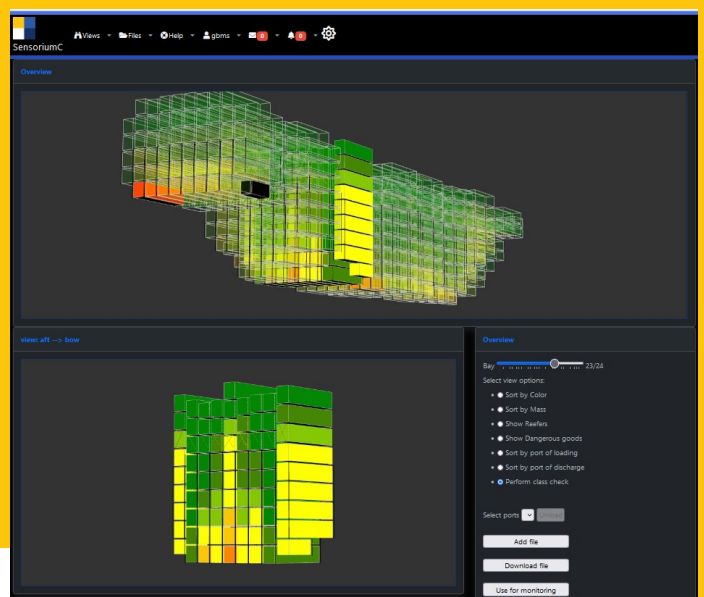 SensoriumC
Views Files Help gbms 0 0
Overview
view: aft --> bow
Overview
Bay 23/24
Select view options:
Sort by Color
Sort by Mass
Show Reefers
Show Dangerous goods
Sort by port of loading
Sort by port of discharge
Perform class check
Select ports
Add file
Download file
Use for monitoring